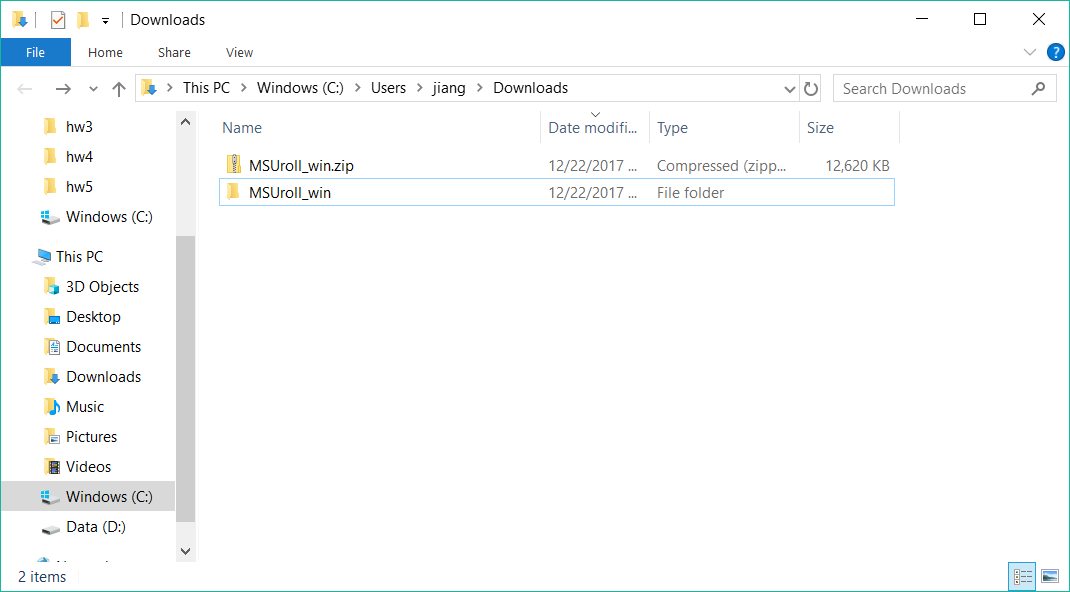 Downloads
File Home Share View
This PC Windows (C:) Users jiang Downloads
Search Downloads
Name Date modifi... Type Size
MSUroll_win.zip 12/22/2017 ... Compressed (zipp... 12,620 KB
MSUroll_win 12/22/2017 ... File folder
hw3
hw4
hw5
Windows (C:)
This PC
3D Objects
Desktop
Documents
Downloads
Music
Pictures
Videos
Windows (C:)
Data (D:)
2 items